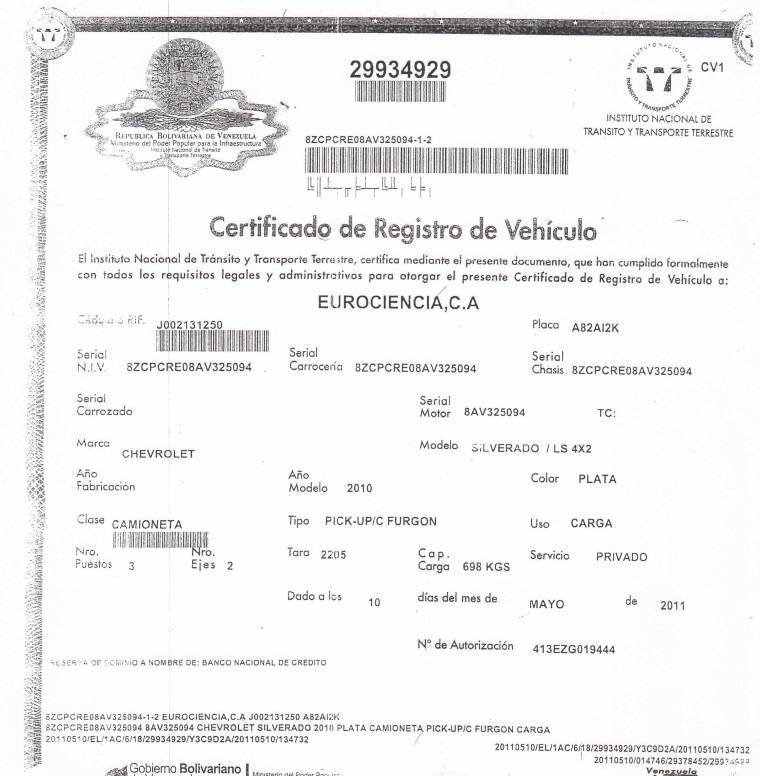 29934929
CV1
REPUBLICA BOLIVARIANA DE VENEZUELA
Ministerio del Poder Popular para la Infraestructura
Instituto Nacional de Tránsito
y Transporte Terrestre
INSTITUTO NACIONAL DE TRÁNSITO Y TRANSPORTE TERRESTRE
INSTITUTO NACIONAL DE
TRANSITO Y TRANSPORTE TERRESTRE
8ZCPCRE08AV325094-1-2
Certificado de Registro de Vehículo
El Instituto Nacional de Tránsito y Transporte Terrestre, certifica mediante el presente documento, que han cumplido formalmente
con todos los requisitos legales y administrativos para otorgar el presente Certificado de Registro de Vehículo a:
EUROCIENCIA,C.A
Cédula o RIF. J002131250 Placa A82AI2K
Serial N.I.V. 8ZCPCRE08AV325094 Serial Carrocería 8ZCPCRE08AV325094 Serial Chasis 8ZCPCRE08AV325094
Serial Carrozado Serial Motor 8AV325094 TC:
Marca CHEVROLET Modelo SILVERADO / LS 4X2
Año Fabricación Año Modelo 2010 Color PLATA
Clase CAMIONETA Tipo PICK-UP/C FURGON Uso CARGA
Nro. Puestos 3 Nro. Ejes 2 Tara 2205 Cap. Carga 698 KGS Servicio PRIVADO
Dado a los 10 días del mes de MAYO de 2011
N° de Autorización 413EZG019444
RESERVA DE DOMINIO A NOMBRE DE: BANCO NACIONAL DE CREDITO
8ZCPCRE08AV325094-1-2 EUROCIENCIA,C.A J002131250 A82AI2K
8ZCPCRE08AV325094 8AV325094 CHEVROLET SILVERADO 2010 PLATA CAMIONETA PICK-UP/C FURGON CARGA
20110510/EL/1AC/6/18/29934929/Y3C9D2A/20110510/134732
20110510/EL/1AC/6/18/29934929/Y3C9D2A/20110510/134732
20110510/014746/29378452/29934929
Gobierno Bolivariano
Ministerio del Poder Popular
Venezuela